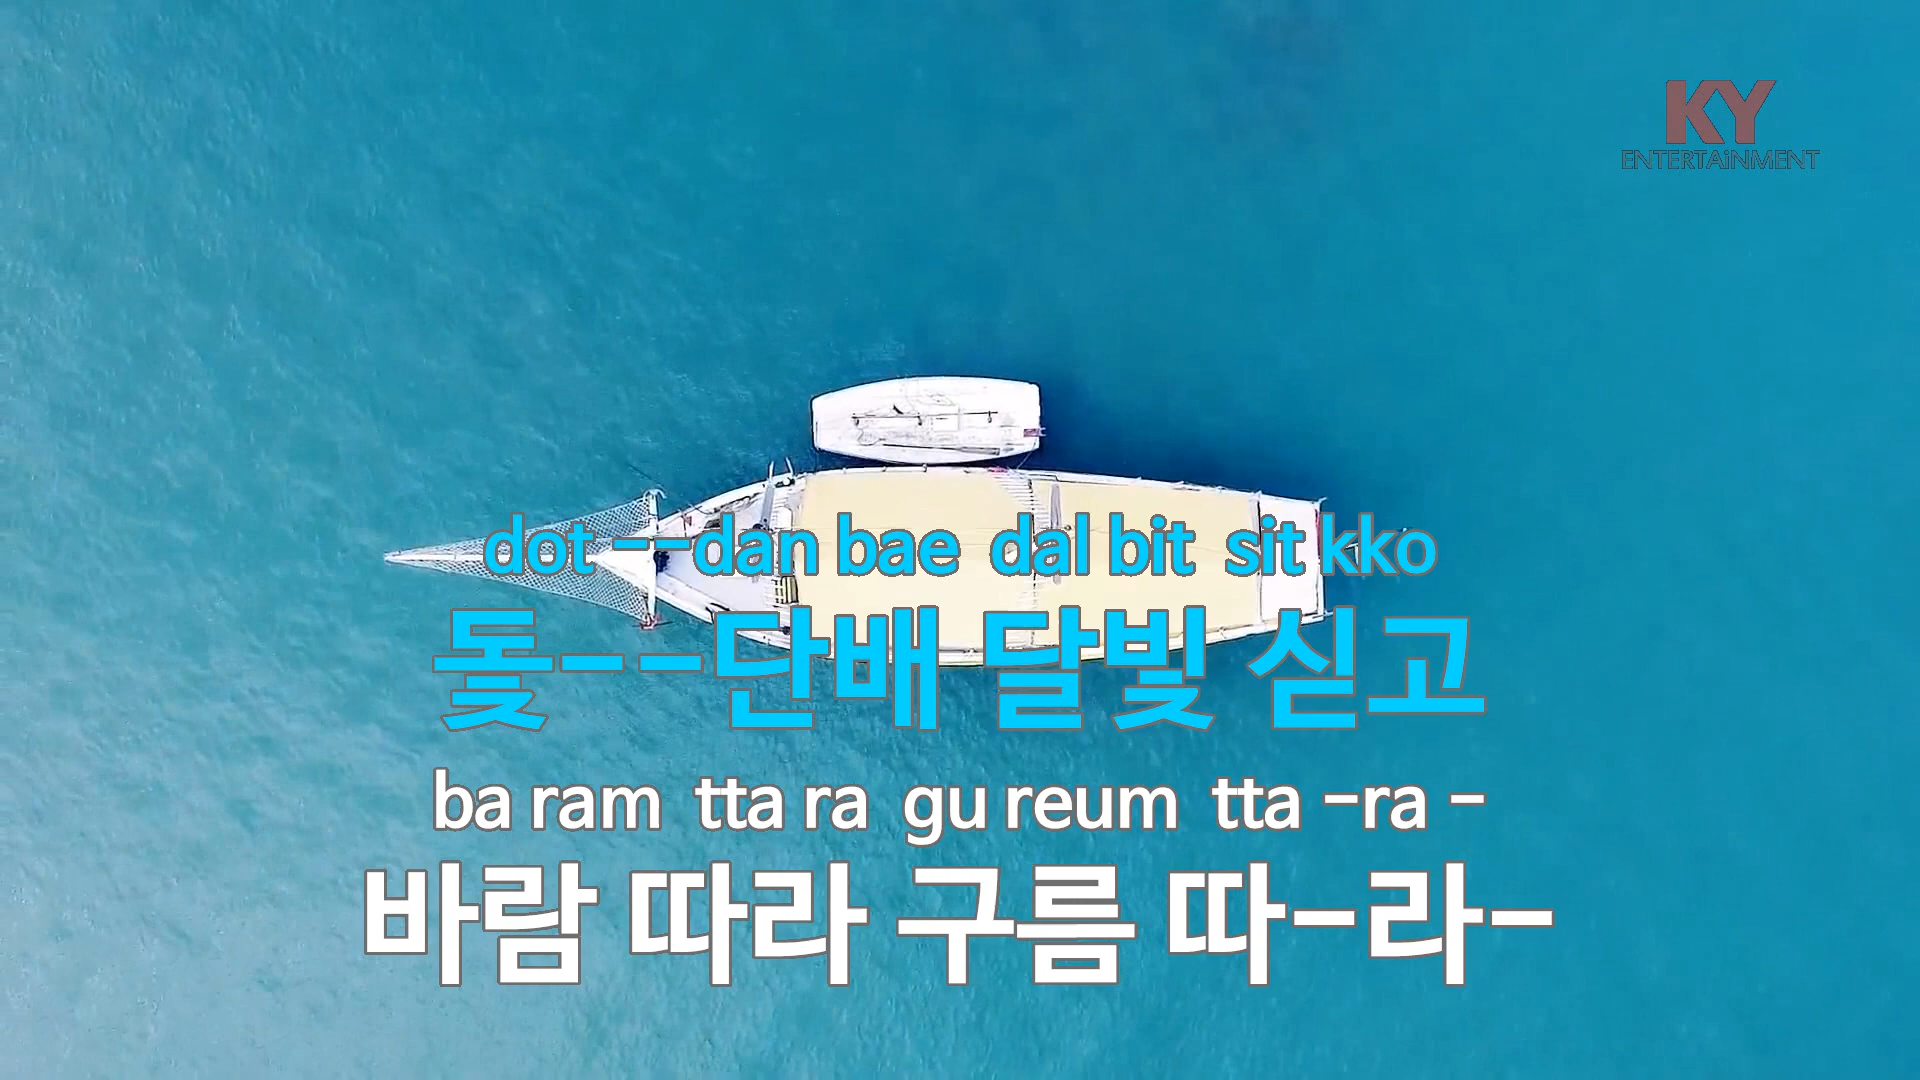 KY
ENTERTAiNMENT
dot --dan bae dal bit sit kko
돛--단배 달빛 싣고
ba ram tta ra gu reum tta -ra -
바람 따라 구름 따-라-